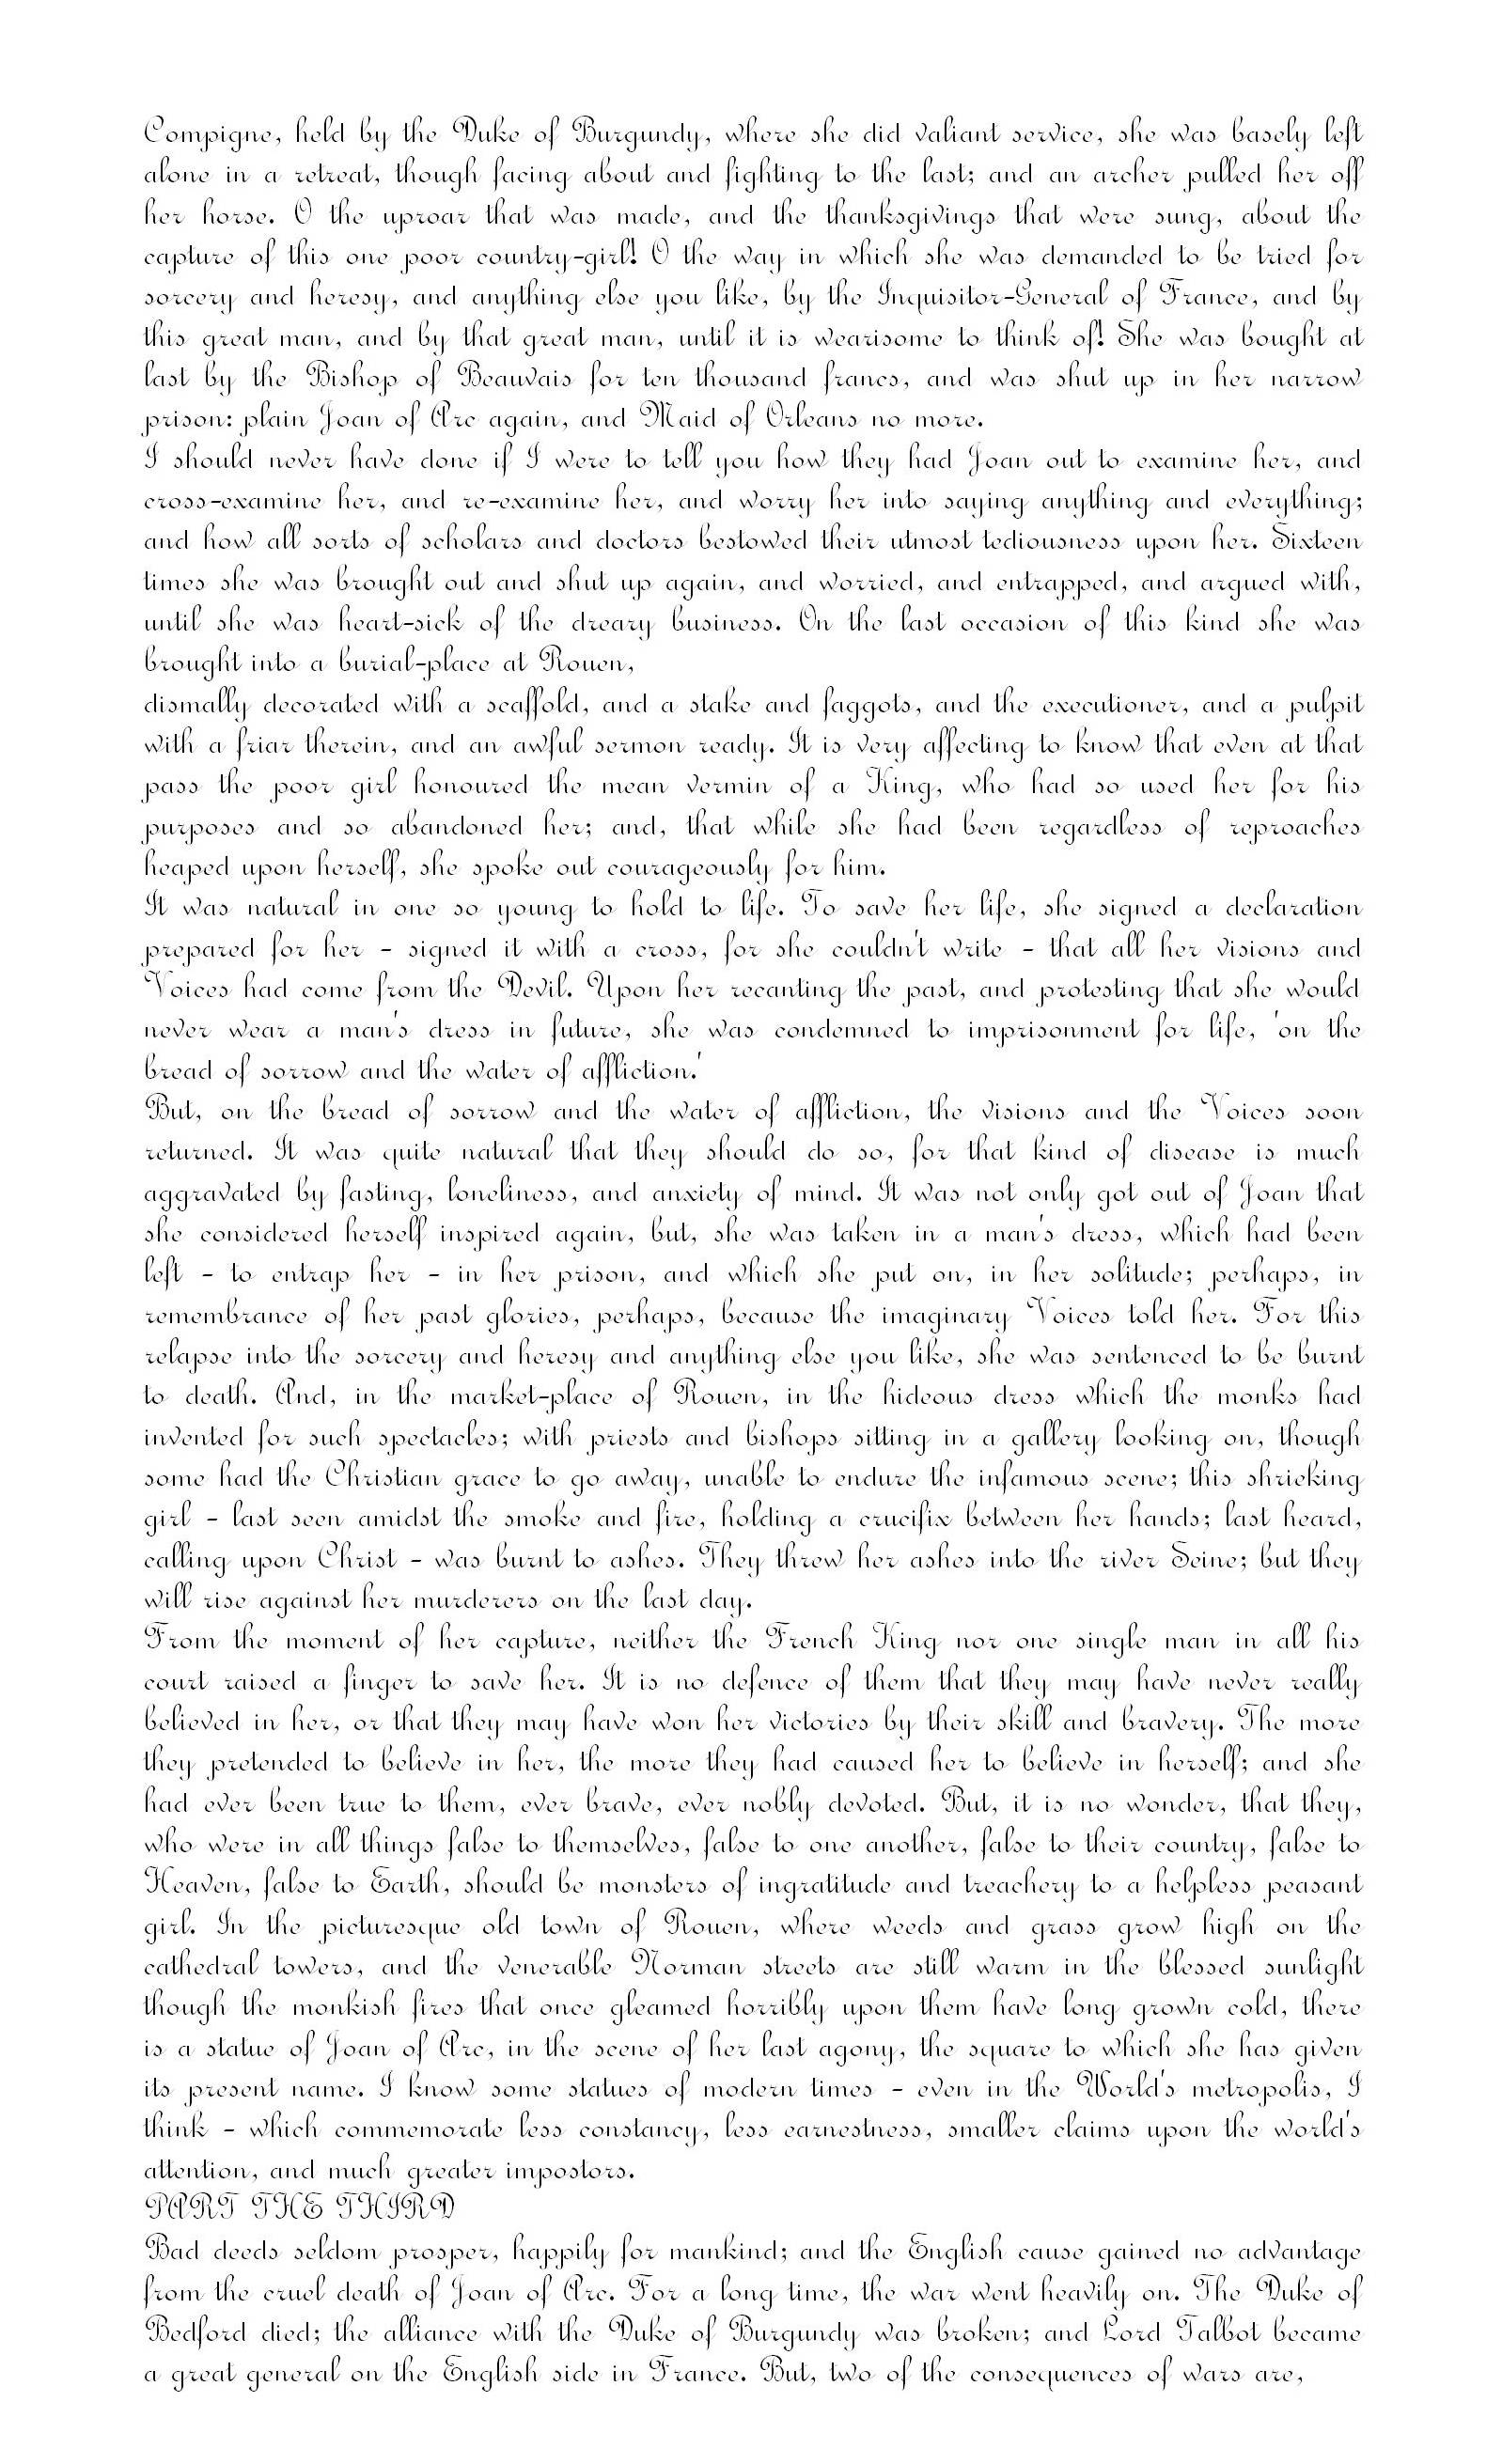 Compigne, held by the Duke of Burgundy, where she did valiant service, she was basely left
alone in a retreat, though facing about and fighting to the last; and an archer pulled her off
her horse. O the uproar that was made, and the thanksgivings that were sung, about the
capture of this one poor country-girl! O the way in which she was demanded to be tried for
sorcery and heresy, and anything else you like, by the Inquisitor-General of France, and by
this great man, and by that great man, until it is wearisome to think of! She was bought at
last by the Bishop of Beauvais for ten thousand francs, and was shut up in her narrow
prison: plain Joan of Arc again, and Maid of Orleans no more.
I should never have done if I were to tell you how they had Joan out to examine her, and
cross-examine her, and re-examine her, and worry her into saying anything and everything;
and how all sorts of scholars and doctors bestowed their utmost tediousness upon her. Sixteen
times she was brought out and shut up again, and worried, and entrapped, and argued with,
until she was heart-sick of the dreary business. On the last occasion of this kind she was
brought into a burial-place at Rouen,
dismally decorated with a scaffold, and a stake and faggots, and the executioner, and a pulpit
with a friar therein, and an awful sermon ready. It is very affecting to know that even at that
pass the poor girl honoured the mean vermin of a King, who had so used her for his
purposes and so abandoned her; and, that while she had been regardless of reproaches
heaped upon herself, she spoke out courageously for him.
It was natural in one so young to hold to life. To save her life, she signed a declaration
prepared for her - signed it with a cross, for she couldn't write - that all her visions and
Voices had come from the Devil. Upon her recanting the past, and protesting that she would
never wear a man's dress in future, she was condemned to imprisonment for life, 'on the
bread of sorrow and the water of affliction.'
But, on the bread of sorrow and the water of affliction, the visions and the Voices soon
returned. It was quite natural that they should do so, for that kind of disease is much
aggravated by fasting, loneliness, and anxiety of mind. It was not only got out of Joan that
she considered herself inspired again, but, she was taken in a man's dress, which had been
left - to entrap her - in her prison, and which she put on, in her solitude; perhaps, in
remembrance of her past glories, perhaps, because the imaginary Voices told her. For this
relapse into the sorcery and heresy and anything else you like, she was sentenced to be burnt
to death. And, in the market-place of Rouen, in the hideous dress which the monks had
invented for such spectacles; with priests and bishops sitting in a gallery looking on, though
some had the Christian grace to go away, unable to endure the infamous scene; this shrieking
girl - last seen amidst the smoke and fire, holding a crucifix between her hands; last heard,
calling upon Christ - was burnt to ashes. They threw her ashes into the river Seine; but they
will rise against her murderers on the last day.
From the moment of her capture, neither the French King nor one single man in all his
court raised a finger to save her. It is no defence of them that they may have never really
believed in her, or that they may have won her victories by their skill and bravery. The more
they pretended to believe in her, the more they had caused her to believe in herself; and she
had ever been true to them, ever brave, ever nobly devoted. But, it is no wonder, that they,
who were in all things false to themselves, false to one another, false to their country, false to
Heaven, false to Earth, should be monsters of ingratitude and treachery to a helpless peasant
girl. In the picturesque old town of Rouen, where weeds and grass grow high on the
cathedral towers, and the venerable Norman streets are still warm in the blessed sunlight
though the monkish fires that once gleamed horribly upon them have long grown cold, there
is a statue of Joan of Arc, in the scene of her last agony, the square to which she has given
its present name. I know some statues of modern times - even in the World's metropolis, I
think - which commemorate less constancy, less earnestness, smaller claims upon the world's
attention, and much greater impostors.
PART THE THIRD
Bad deeds seldom prosper, happily for mankind; and the English cause gained no advantage
from the cruel death of Joan of Arc. For a long time, the war went heavily on. The Duke of
Bedford died; the alliance with the Duke of Burgundy was broken; and Lord Talbot became
a great general on the English side in France. But, two of the consequences of wars are,